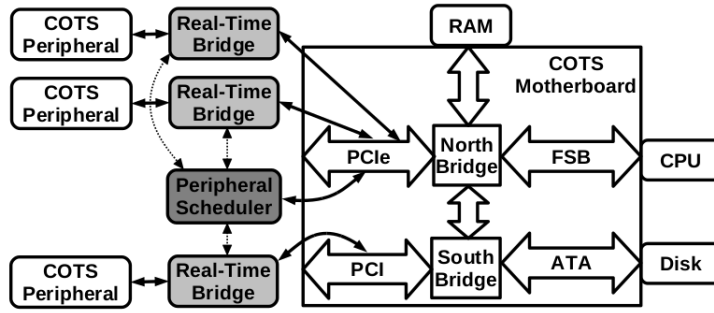 COTS
Peripheral
Real-Time
Bridge
RAM
COTS
Motherboard
COTS
Peripheral
Real-Time
Bridge
PCIe
North
Bridge
FSB
CPU
Peripheral
Scheduler
COTS
Peripheral
Real-Time
Bridge
PCI
South
Bridge
ATA
Disk